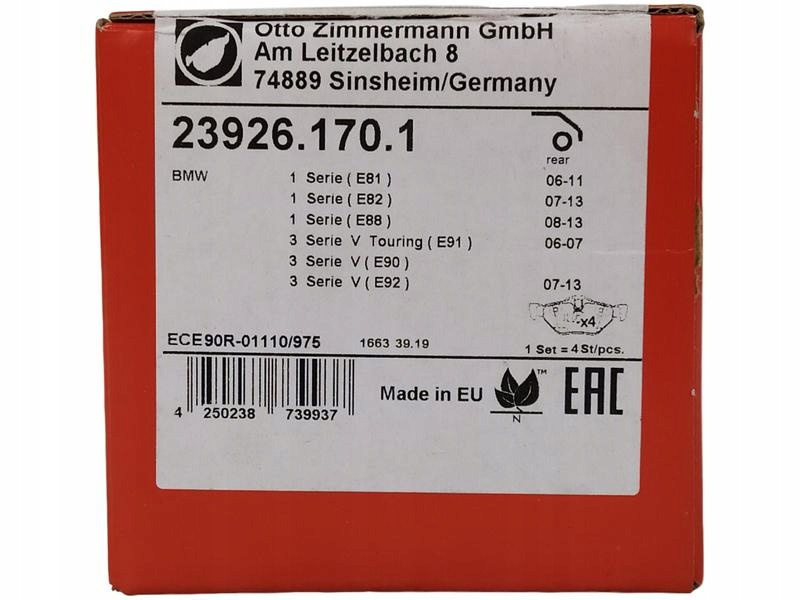 Otto Zimmermann GmbH
Am Leitzelbach 8
74889 Sinsheim/Germany
23926.170.1
rear
BMW 1 Serie ( E81 ) 06-11
1 Serie ( E82 ) 07-13
1 Serie ( E88 ) 08-13
3 Serie V Touring ( E91 ) 06-07
3 Serie V ( E90 )
3 Serie V ( E92 ) 07-13
x4
ECE90R-01110/975 1663 39.19 1 Set = 4St/pcs.
4 250238 739937
Made in EU
TM
N
EAC